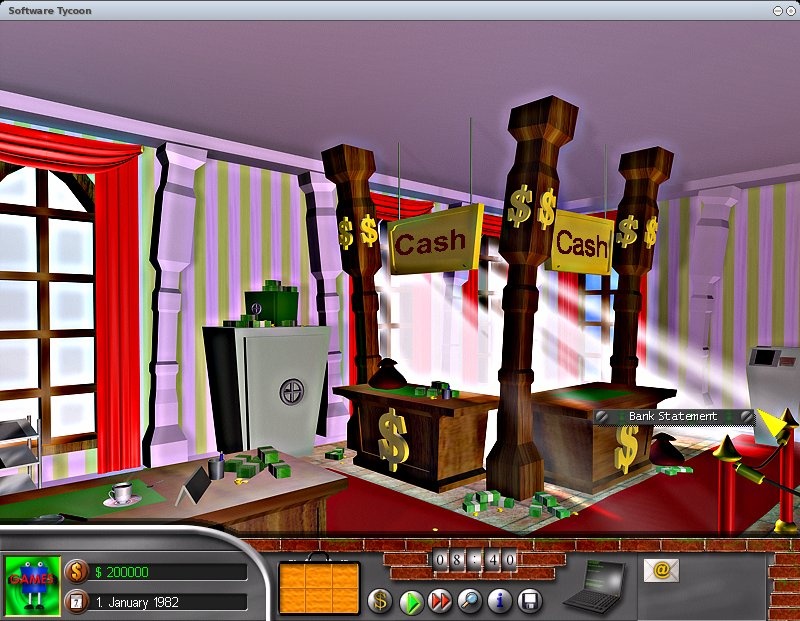 Software Tycoon
$ $
Cash
$ $
Cash
$ $
Bank Statement
$
$
08:40
GAMES
$
$ 200000
?
1. January 1982
$
i
@